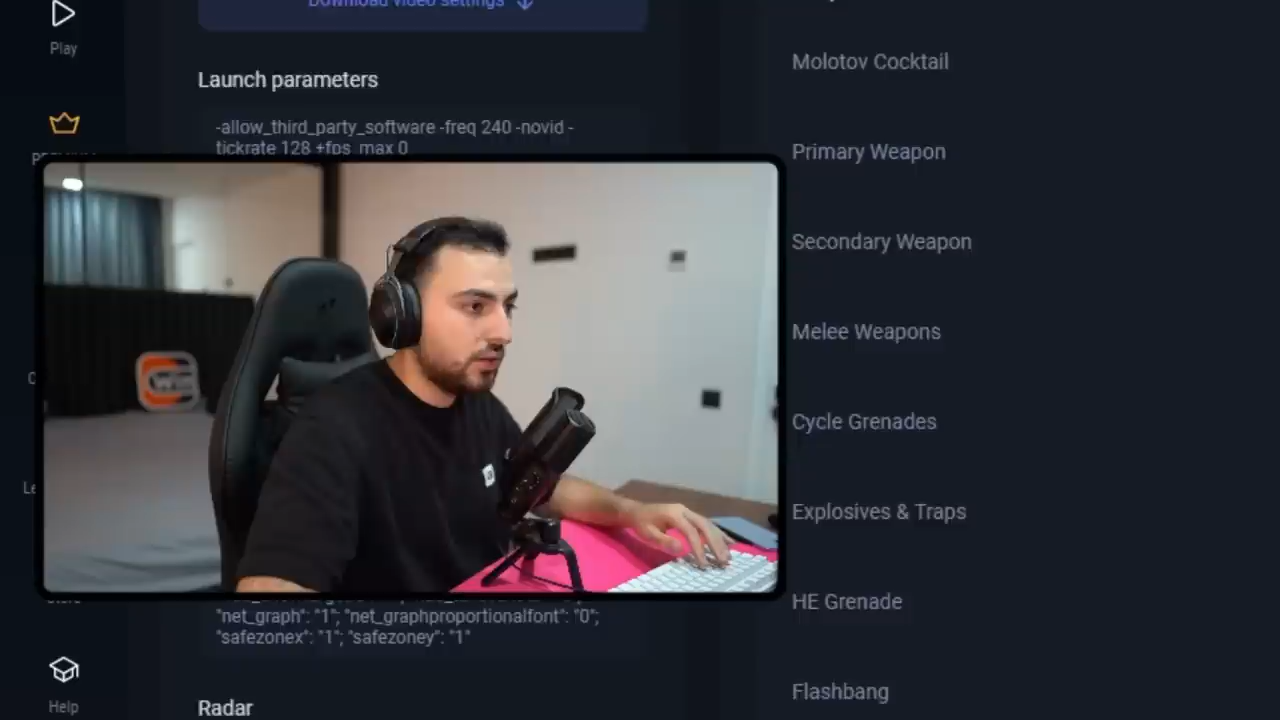 Download video settings
Play
Launch parameters
-allow_third_party_software -freq 240 -novid -
tickrate 128 +fps_max 0
"net_graph": "1"; "net_graphproportionalfont": "0";
"safezonex": "1"; "safezoney": "1"
Radar
Help
Molotov Cocktail
Primary Weapon
Secondary Weapon
Melee Weapons
Cycle Grenades
Explosives & Traps
HE Grenade
Flashbang